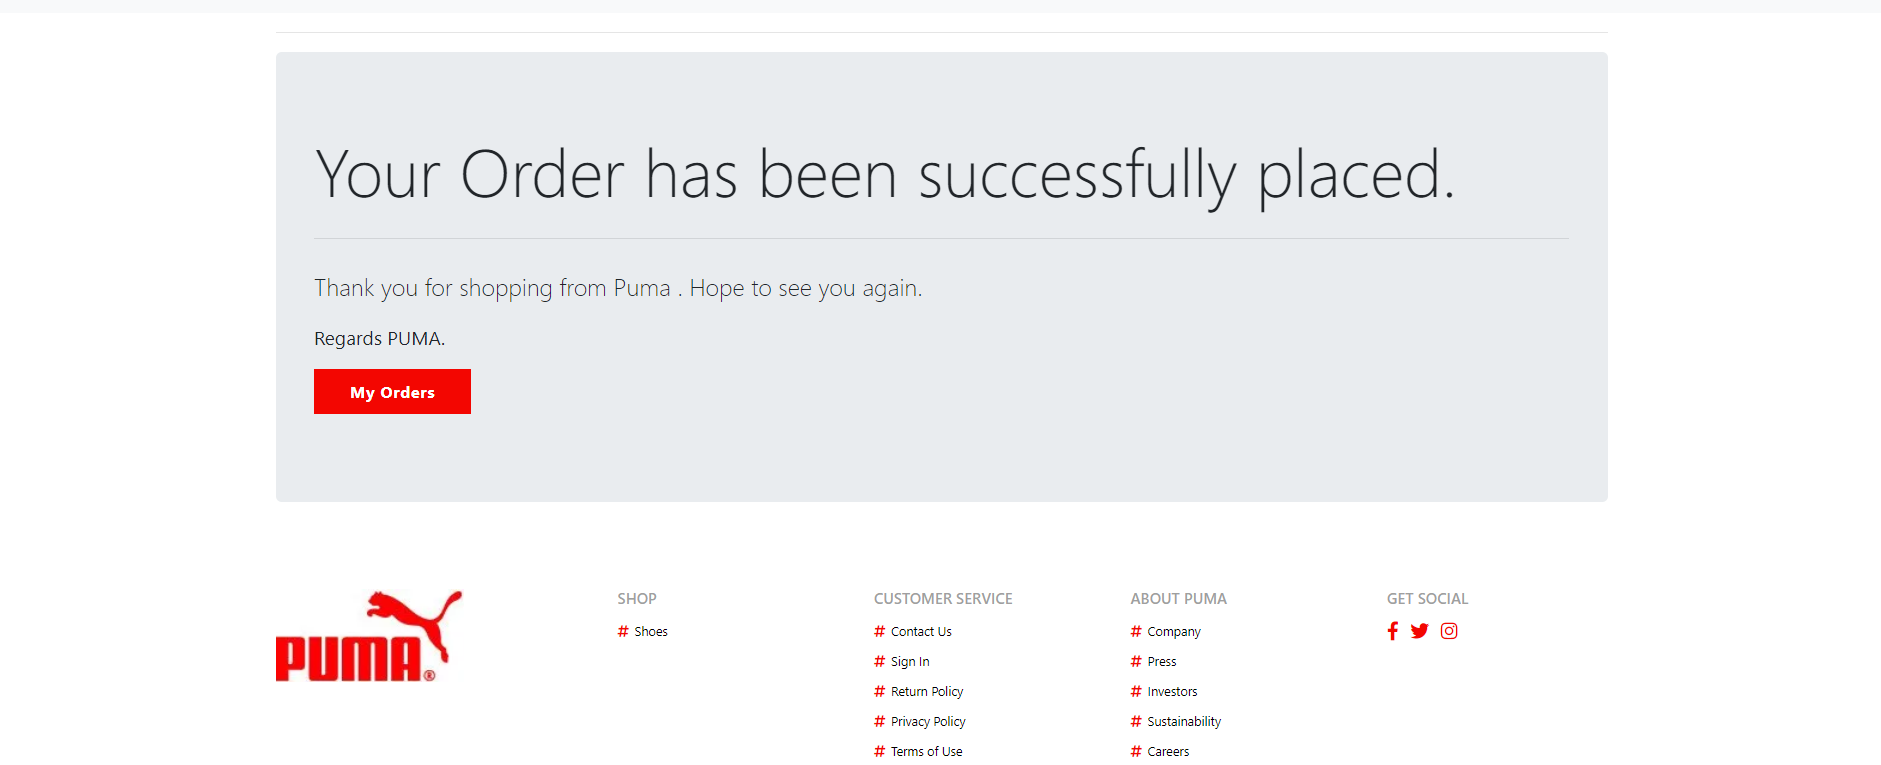 Your Order has been successfully placed.
Thank you for shopping from Puma . Hope to see you again.
Regards PUMA.
My Orders
PUMA®
SHOP
# Shoes
CUSTOMER SERVICE
# Contact Us
# Sign In
# Return Policy
# Privacy Policy
# Terms of Use
ABOUT PUMA
# Company
# Press
# Investors
# Sustainability
# Careers
GET SOCIAL